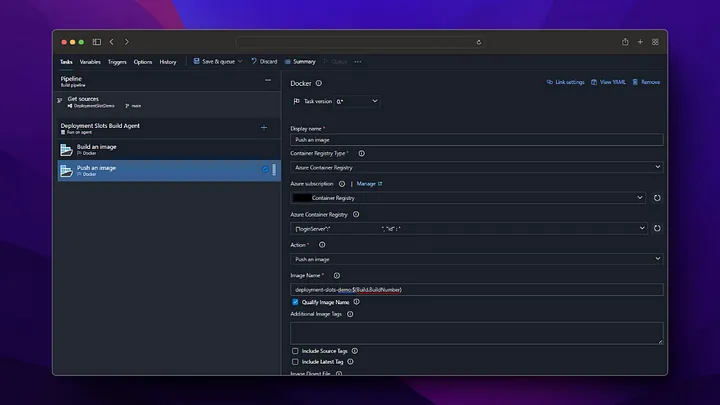 Tasks Variables Triggers Options History Save & queue Discard Summary Queue
Pipeline
Build pipeline
Get sources
DeploymentSlotDemo main
Deployment Slots Build Agent
Run on agent
Build an image
Docker
Push an image
Docker
Docker
Link settings View YAML Remove
Task version 0.*
Display name *
Push an image
Container Registry Type *
Azure Container Registry
Azure subscription | Manage
Container Registry
Azure Container Registry
{"loginServer":" ", "id" : "
Action *
Push an image
Image Name *
deployment-slots-demo:$(Build.BuildNumber)
Qualify Image Name
Additional Image Tags
Include Source Tags
Include Latest Tag
Image Digest File